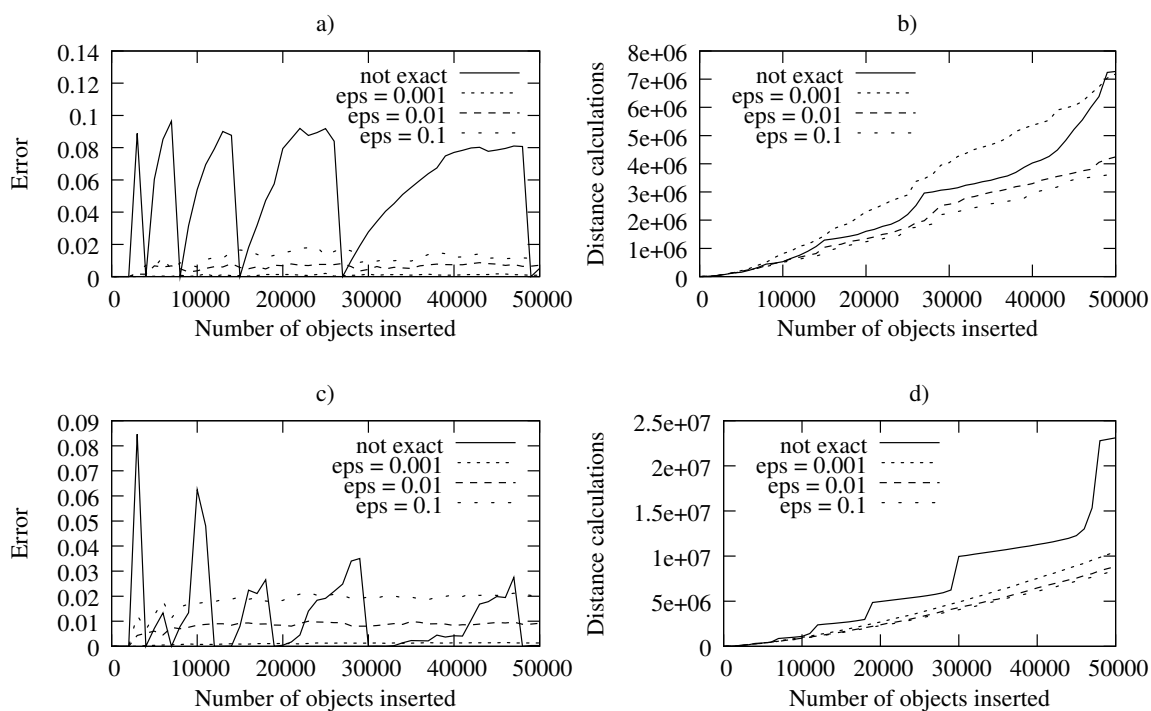 a)
0.14
0.12
0.1
0.08
0.06
0.04
0.02
0
Error
not exact
eps = 0.001
eps = 0.01
eps = 0.1
0 10000 20000 30000 40000 50000
Number of objects inserted
b)
8e+06
7e+06
6e+06
5e+06
4e+06
3e+06
2e+06
1e+06
0
Distance calculations
not exact
eps = 0.001
eps = 0.01
eps = 0.1
0 10000 20000 30000 40000 50000
Number of objects inserted
c)
0.09
0.08
0.07
0.06
0.05
0.04
0.03
0.02
0.01
0
Error
not exact
eps = 0.001
eps = 0.01
eps = 0.1
0 10000 20000 30000 40000 50000
Number of objects inserted
d)
2.5e+07
2e+07
1.5e+07
1e+07
5e+06
0
Distance calculations
not exact
eps = 0.001
eps = 0.01
eps = 0.1
0 10000 20000 30000 40000 50000
Number of objects inserted